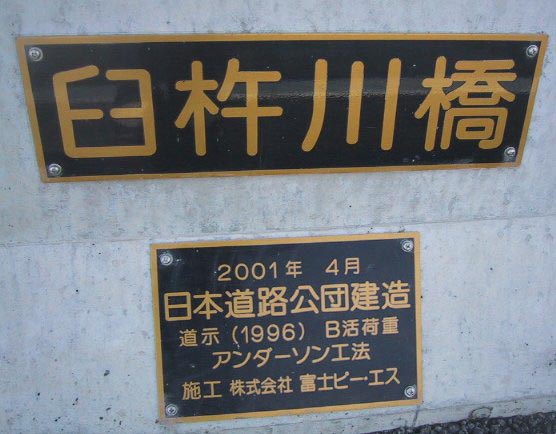 臼杵川橋
2001年 4月
日本道路公団建造
道示 (1996) B活荷重
アンダーソン工法
施工 株式会社 富士ピー・エス